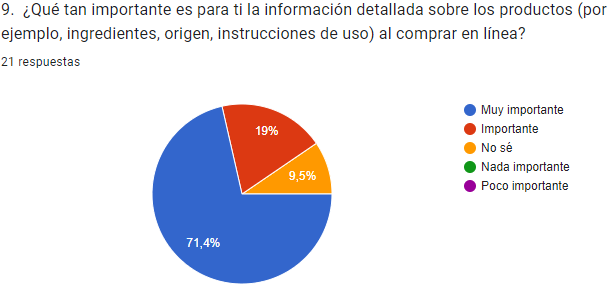 9. ¿Qué tan importante es para ti la información detallada sobre los productos (por
ejemplo, ingredientes, origen, instrucciones de uso) al comprar en línea?
21 respuestas
Muy importante
Importante
No sé
Nada importante
Poco importante
19%
9,5%
71,4%